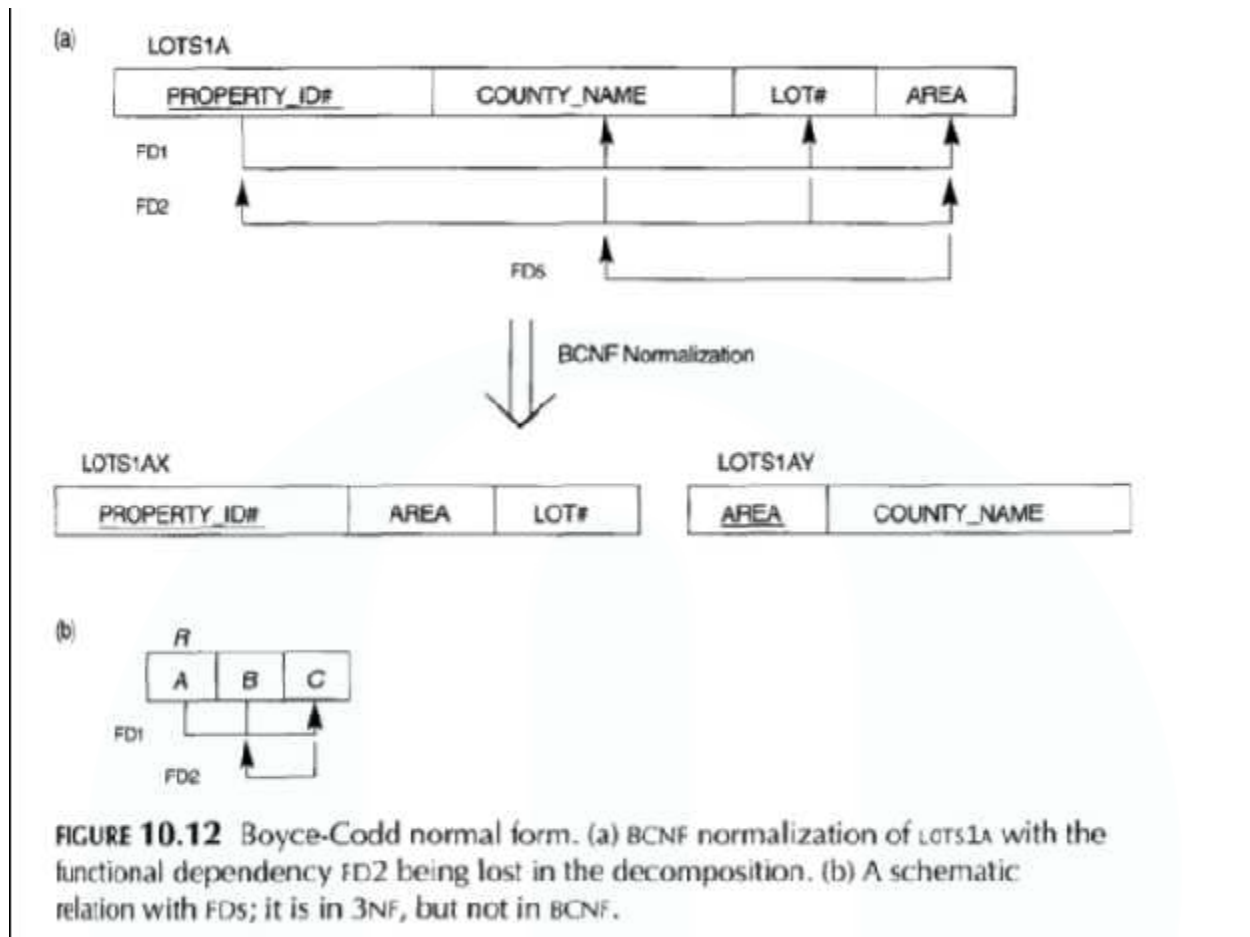 (a)
LOTS1A
PROPERTY_ID# COUNTY_NAME LOT# AREA
FD1
FD2
FD5
BCNF Normalization
LOTS1AX
PROPERTY_ID# AREA LOT#
LOTS1AY
AREA COUNTY_NAME
(b)
R
A B C
FD1
FD2
FIGURE 10.12 Boyce-Codd normal form. (a) BCNF normalization of LOTS1A with the
functional dependency FD2 being lost in the decomposition. (b) A schematic
relation with FDs; it is in 3NF, but not in BCNF.